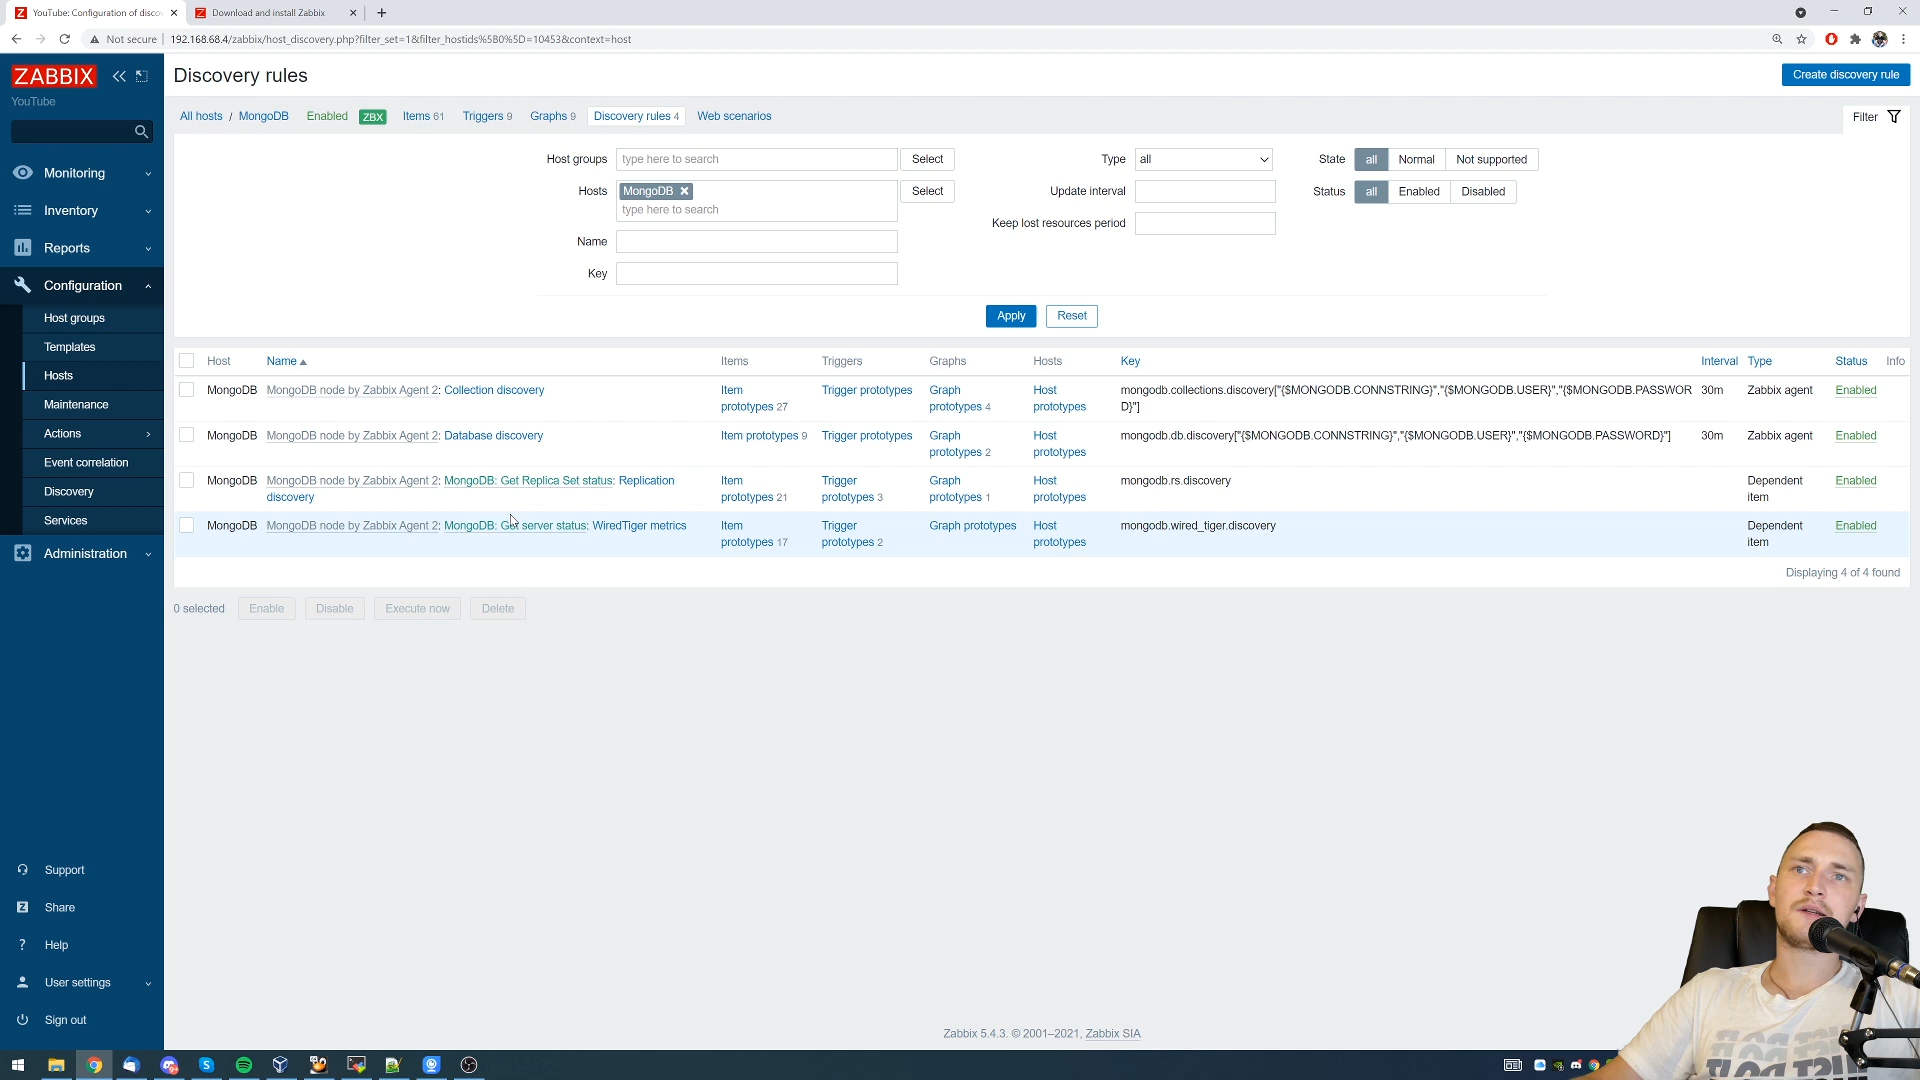 YouTube: Configuration of disco
Download and install Zabbix
Not secure
192.168.68.4/zabbix/host_discovery.php?filter_set=1&filter_hostids%5B0%5D=10453&context=host
ZABBIX
YouTube
Monitoring
Inventory
Reports
Configuration
Host groups
Templates
Hosts
Maintenance
Actions
Event correlation
Discovery
Services
Administration
Support
Share
Help
User settings
Sign out
Discovery rules
Create discovery rule
All hosts / MongoDB Enabled ZBX Items 61 Triggers 9 Graphs 9 Discovery rules 4 Web scenarios
Filter
Host groups type here to search Select
Hosts MongoDB Select
type here to search
Name
Key
Type all
Update interval
Keep lost resources period
State all Normal Not supported
Status all Enabled Disabled
Apply Reset
Host Name Items Triggers Graphs Hosts Key Interval Type Status Info
MongoDB MongoDB node by Zabbix Agent 2: Collection discovery Item prototypes 27 Trigger prototypes Graph prototypes 4 Host prototypes mongodb.collections.discovery["{$MONGODB.CONNSTRING}","{$MONGODB.USER}","{$MONGODB.PASSWORD}"] 30m Zabbix agent Enabled
MongoDB MongoDB node by Zabbix Agent 2: Database discovery Item prototypes 9 Trigger prototypes Graph prototypes 2 Host prototypes mongodb.db.discovery["{$MONGODB.CONNSTRING}","{$MONGODB.USER}","{$MONGODB.PASSWORD}"] 30m Zabbix agent Enabled
MongoDB MongoDB node by Zabbix Agent 2: MongoDB: Get Replica Set status: Replication discovery Item prototypes 21 Trigger prototypes 3 Graph prototypes 1 Host prototypes mongodb.rs.discovery Dependent item Enabled
MongoDB MongoDB node by Zabbix Agent 2: MongoDB: Get server status: WiredTiger metrics Item prototypes 17 Trigger prototypes 2 Graph prototypes Host prototypes mongodb.wired_tiger.discovery Dependent item Enabled
Displaying 4 of 4 found
0 selected Enable Disable Execute now Delete
Zabbix 5.4.3. © 2001–2021, Zabbix SIA